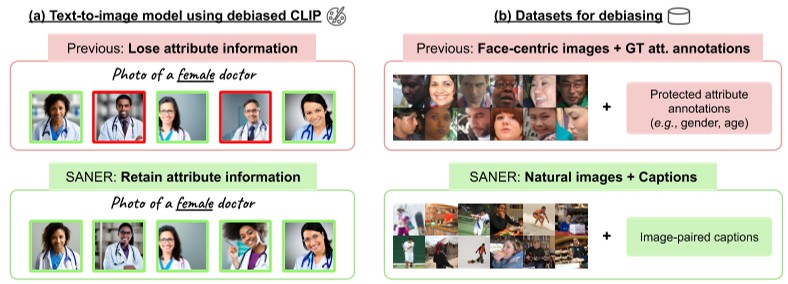 (a) Text-to-image model using debiased CLIP
Previous: Lose attribute information
Photo of a female doctor
SANER: Retain attribute information
Photo of a female doctor
(b) Datasets for debiasing
Previous: Face-centric images + GT att. annotations
+
Protected attribute
annotations
(e.g., gender, age)
SANER: Natural images + Captions
+
Image-paired captions